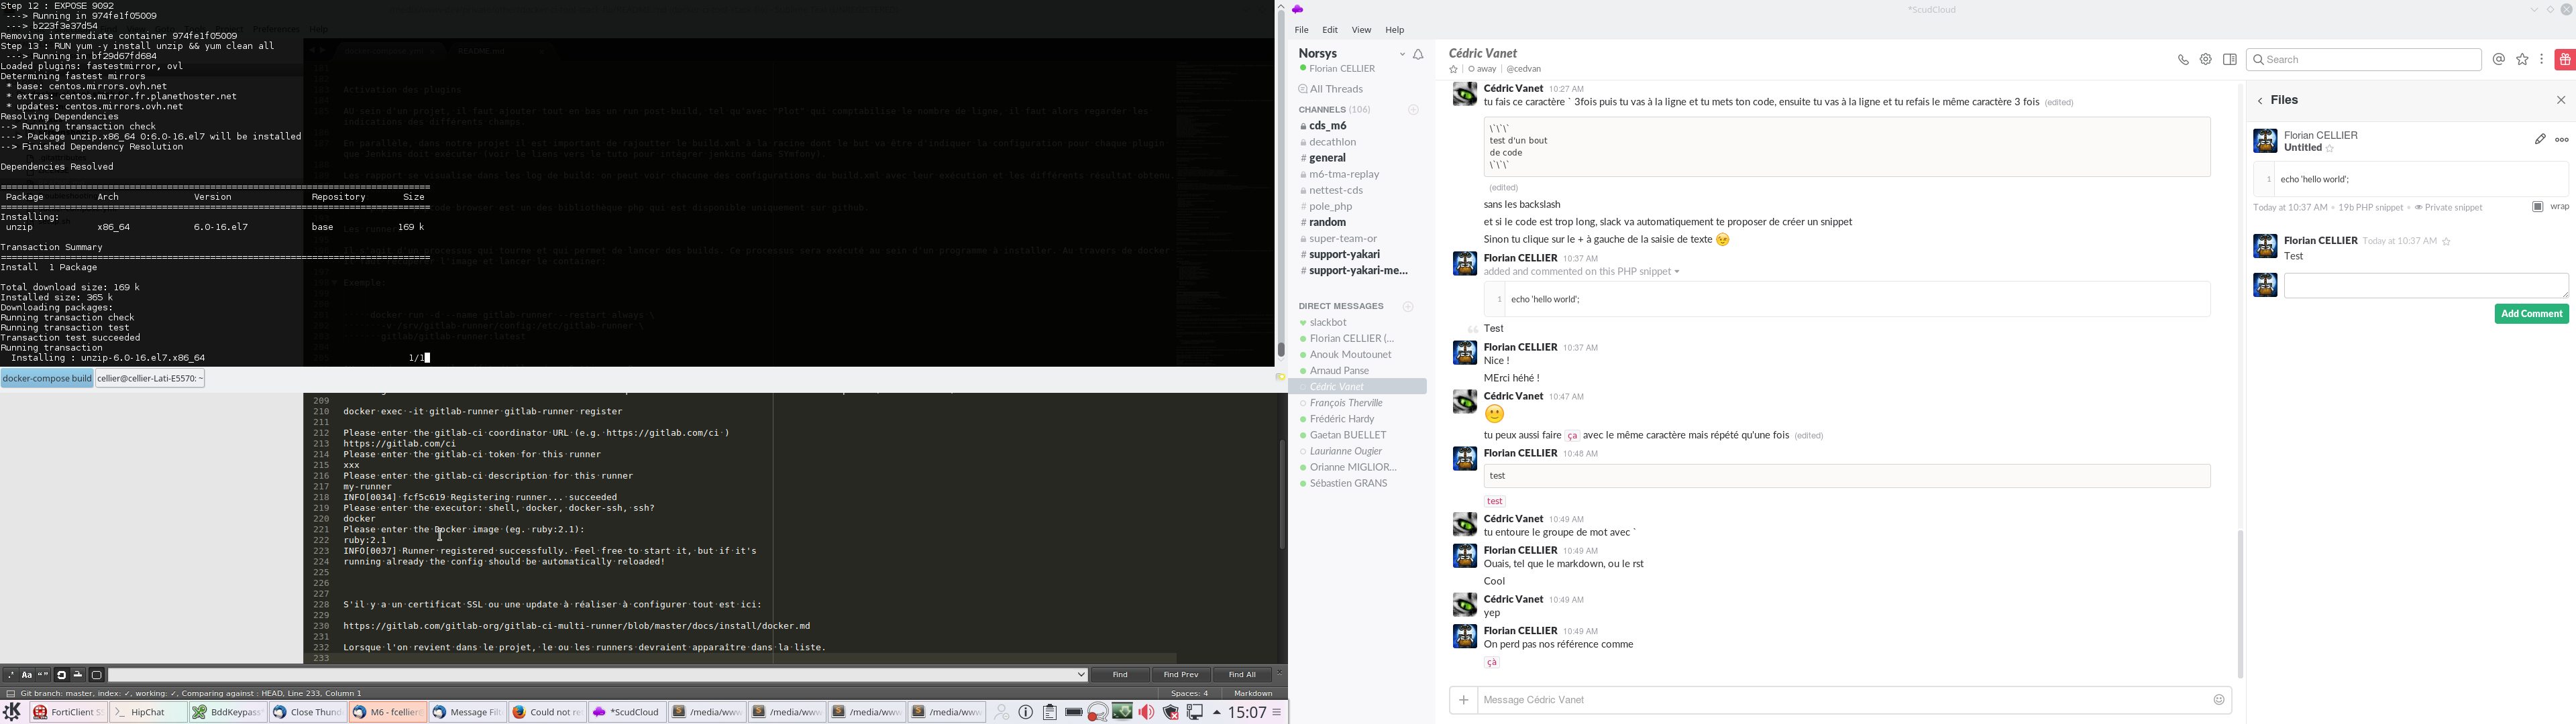 Step 12 : EXPOSE 9092
 ---> Running in 974fe1f05009
 ---> b223f3e37d54
Removing intermediate container 974fe1f05009
Step 13 : RUN yum -y install unzip && yum clean all
 ---> Running in bf29d67fd684
Loaded plugins: fastestmirror, ovl
Determining fastest mirrors
 * base: centos.mirrors.ovh.net
 * extras: centos.mirror.fr.planethoster.net
 * updates: centos.mirrors.ovh.net
Resolving Dependencies
--> Running transaction check
---> Package unzip.x86_64 0:6.0-16.el7 will be installed
--> Finished Dependency Resolution
Dependencies Resolved
Package Arch Version Repository Size
Installing:
unzip x86_64 6.0-16.el7 base 169 k
Transaction Summary
Install 1 Package
Total download size: 169 k
Installed size: 365 k
Downloading packages:
Running transaction check
Running transaction test
Transaction test succeeded
Running transaction
Installing : unzip-6.0-16.el7.x86_64 1/1
docker-compose build
cellier@cellier-Lati-E5570: ~
209
210 docker exec -it gitlab-runner gitlab-runner register
211
212 Please enter the gitlab-ci coordinator URL (e.g. https://gitlab.com/ci )
213 https://gitlab.com/ci
214 Please enter the gitlab-ci token for this runner
215 xxx
216 Please enter the gitlab-ci description for this runner
217 my-runner
218 INFO[0034] fcf5c619 Registering runner... succeeded
219 Please enter the executor: shell, docker, docker-ssh, ssh?
220 docker
221 Please enter the Docker image (eg. ruby:2.1):
222 ruby:2.1
223 INFO[0037] Runner registered successfully. Feel free to start it, but if it's
224 running already the config should be automatically reloaded!
225
226
227
228 S'il y a un certificat SSL ou une update à réaliser à configurer tout est ici:
229
230 https://gitlab.com/gitlab-org/gitlab-ci-multi-runner/blob/master/docs/install/docker.md
231
232 Lorsque l'on revient dans le projet, le ou les runners devraient apparaître dans la liste.
233
Find
Find Prev
Find All
Git branch: master, index: ✓, working: ✓, Comparing against : HEAD, Line 233, Column 1
Spaces: 4
Markdown
FortiClient S
HipChat
BddKeypass
Close Thund
M6 - fcellier
Message Filt
Could not re
*ScudCloud
/media/www
/media/www
/media/www
/media/www
15:07
*ScudCloud
File Edit View Help
Norsys
Florian CELLIER
All Threads
CHANNELS (106)
cds_m6
decathlon
# general
# m6-tma-replay
nettest-cds
# pole_php
# random
super-team-or
# support-yakari
# support-yakari-me...
DIRECT MESSAGES
slackbot
Florian CELLIER (...
Anouk Moutounet
Arnaud Panse
Cédric Vanet
François Therville
Frédéric Hardy
Gaetan BUELLET
Laurianne Ougier
Orianne MIGLIOR...
Sébastien GRANS
Cédric Vanet
away | @cedvan
Search
Cédric Vanet 10:27 AM
tu fais ce caractère ` 3fois puis tu vas à la ligne et tu mets ton code, ensuite tu vas à la ligne et tu refais le même caractère 3 fois (edited)
\`\`\`
test d'un bout
de code
\`\`\`
(edited)
sans les backslash
et si le code est trop long, slack va automatiquement te proposer de créer un snippet
Sinon tu clique sur le + à gauche de la saisie de texte 😉
Florian CELLIER 10:37 AM
added and commented on this PHP snippet
1 echo 'hello world';
Test
Florian CELLIER 10:37 AM
Nice !
MErci héhé !
Cédric Vanet 10:47 AM
🙂
tu peux aussi faire ça avec le même caractère mais répété qu'une fois (edited)
Florian CELLIER 10:48 AM
test
test
Cédric Vanet 10:49 AM
tu entoure le groupe de mot avec `
Florian CELLIER 10:49 AM
Ouais, tel que le markdown, ou le rst
Cool
Cédric Vanet 10:49 AM
yep
Florian CELLIER 10:49 AM
On perd pas nos référence comme
çà
Message Cédric Vanet
Files
Florian CELLIER
Untitled
1 echo 'hello world';
Today at 10:37 AM • 19b PHP snippet • Private snippet
wrap
Florian CELLIER Today at 10:37 AM
Test
Add Comment